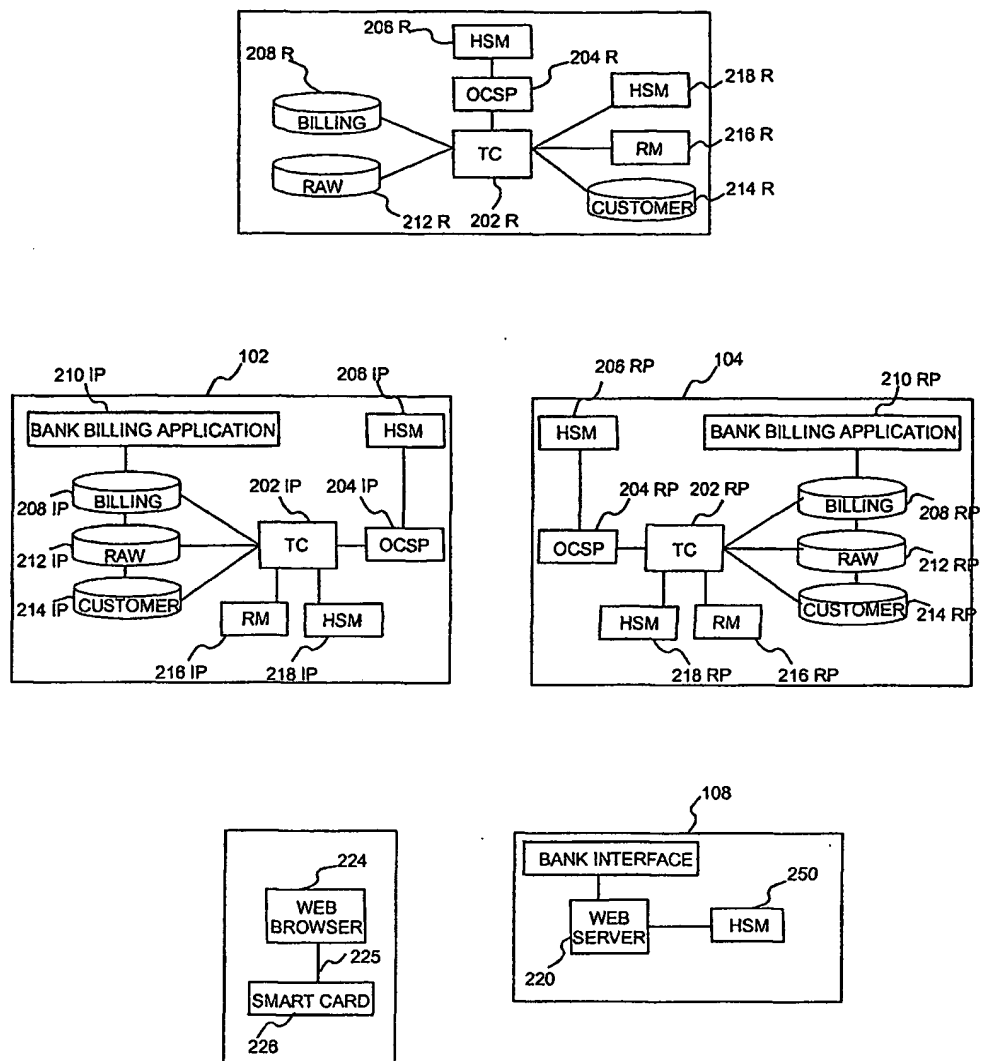 206 R
HSM
208 R
204 R
218 R
HSM
OCSP
BILLING
216 R
TC
RM
RAW
214 R
CUSTOMER
212 R
202 R
102
210 IP
206 IP
BANK BILLING APPLICATION
HSM
202 IP
204 IP
BILLING
208 IP
TC
OCSP
RAW
212 IP
CUSTOMER
214 IP
RM
HSM
216 IP
218 IP
206 RP
104
210 RP
HSM
BANK BILLING APPLICATION
204 RP
202 RP
BILLING
208 RP
OCSP
TC
RAW
212 RP
CUSTOMER
214 RP
HSM
RM
218 RP
216 RP
224
WEB
BROWSER
225
SMART CARD
226
108
BANK INTERFACE
250
WEB
SERVER
HSM
220